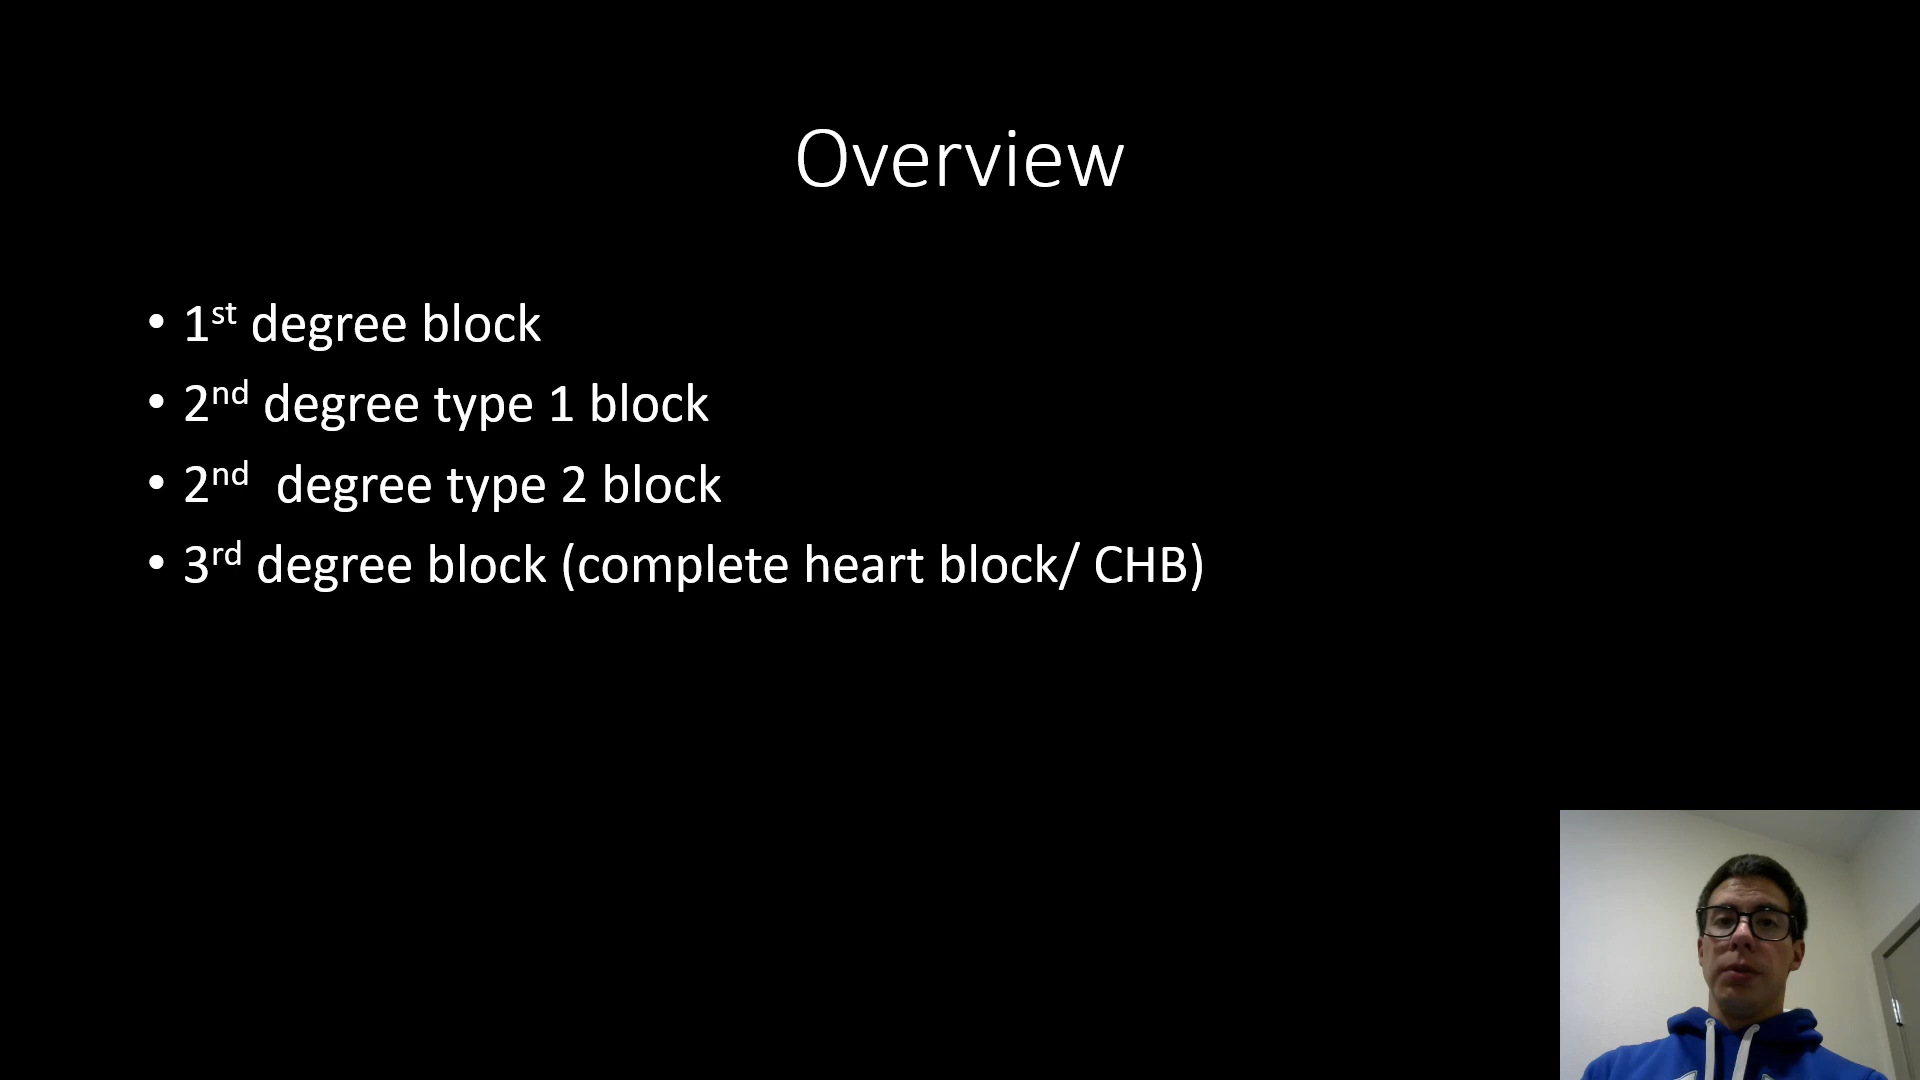 Overview
• 1st degree block
• 2nd degree type 1 block
• 2nd  degree type 2 block
• 3rd degree block (complete heart block/ CHB)